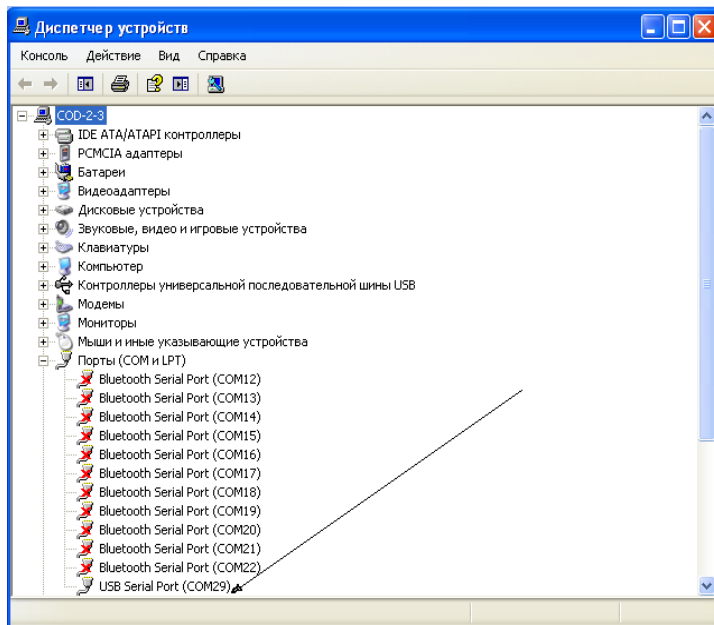 Диспетчер устройств
Консоль Действие Вид Справка
COD-2-3
IDE ATA/ATAPI контроллеры
PCMCIA адаптеры
Батареи
Видеоадаптеры
Дисковые устройства
Звуковые, видео и игровые устройства
Клавиатуры
Компьютер
Контроллеры универсальной последовательной шины USB
Модемы
Мониторы
Мыши и иные указывающие устройства
Порты (COM и LPT)
Bluetooth Serial Port (COM12)
Bluetooth Serial Port (COM13)
Bluetooth Serial Port (COM14)
Bluetooth Serial Port (COM15)
Bluetooth Serial Port (COM16)
Bluetooth Serial Port (COM17)
Bluetooth Serial Port (COM18)
Bluetooth Serial Port (COM19)
Bluetooth Serial Port (COM20)
Bluetooth Serial Port (COM21)
Bluetooth Serial Port (COM22)
USB Serial Port (COM29)